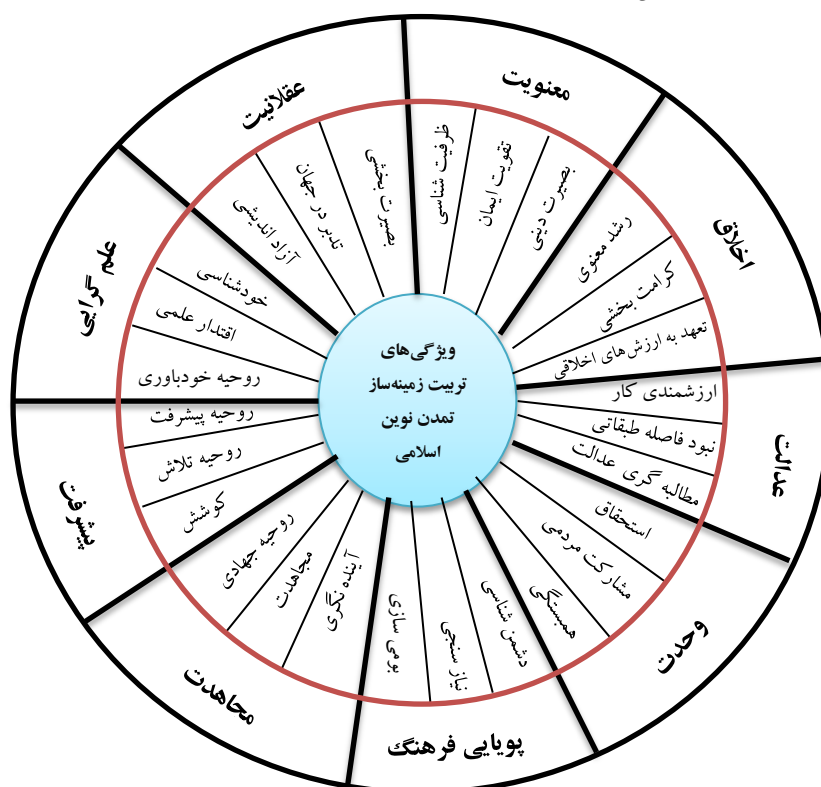 ویژگی‌های
تربیت زمینه‌ساز
تمدن نوین
اسلامی
معنویت
بصیرت دینی
تقویت ایمان
ظرفیت شناسی
اخلاق
رشد معنوی
کرامت بخشی
تعهد به ارزش‌های اخلاقی
عدالت
ارزشمندی کار
نبود فاصله طبقاتی
مطالبه گری عدالت
وحدت
استحقاق
مشارکت مردمی
همبستگی
پویایی فرهنگ
دشمن شناسی
نیاز سنجی
بومی سازی
مجاهدت
آینده نگری
مجاهدت
روحیه جهادی
پیشرفت
کوشش
روحیه تلاش
روحیه پیشرفت
علم گرایی
روحیه خودباوری
اقتدار علمی
خودشناسی
عقلانیت
آزاد اندیشی
تدبر در جهان
بصیرت بخشی